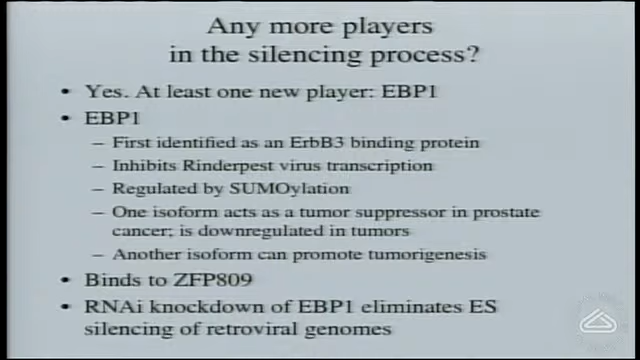 Any more players
in the silencing process?
• Yes. At least one new player: EBP1
• EBP1
– First identified as an ErbB3 binding protein
– Inhibits Rinderpest virus transcription
– Regulated by SUMOylation
– One isoform acts as a tumor suppressor in prostate
cancer; is downregulated in tumors
– Another isoform can promote tumorigenesis
• Binds to ZFP809
• RNAi knockdown of EBP1 eliminates ES
silencing of retroviral genomes